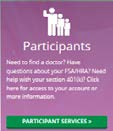 Participants
Need to find a doctor? Have
questions about your FSA/HRA? Need
help with your section 401(k)? Click
here for access to your account or
more information.
PARTICIPANT SERVICES »